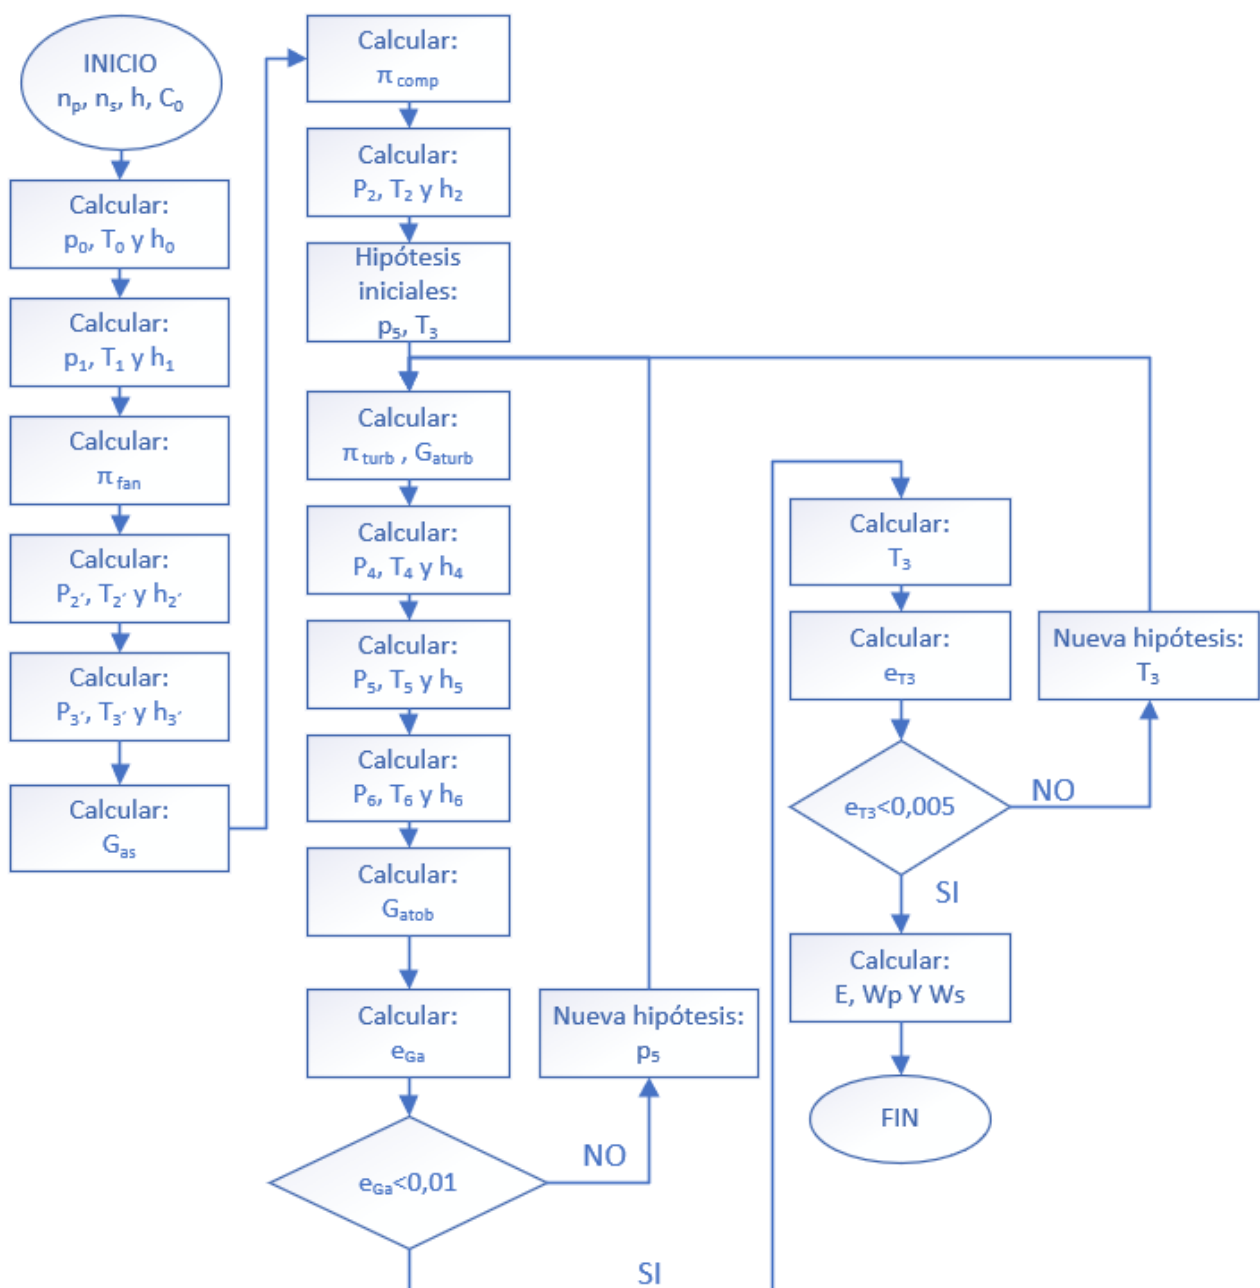 INICIO
nₚ, nₛ, h, C₀
Calcular:
p₀, T₀ y h₀
Calcular:
p₁, T₁ y h₁
Calcular:
π fan
Calcular:
P₂′, T₂′ y h₂′
Calcular:
P₃′, T₃′ y h₃′
Calcular:
Gas
Calcular:
π comp
Calcular:
P₂, T₂ y h₂
Hipótesis
iniciales:
p₅, T₃
Calcular:
π turb , Gaturb
Calcular:
P₄, T₄ y h₄
Calcular:
P₅, T₅ y h₅
Calcular:
P₆, T₆ y h₆
Calcular:
Gatob
Calcular:
eGa
eGa<0,01
NO
Nueva hipótesis:
p₅
SI
Calcular:
T₃
Calcular:
eT3
eT3<0,005
NO
Nueva hipótesis:
T₃
SI
Calcular:
E, Wp Y Ws
FIN